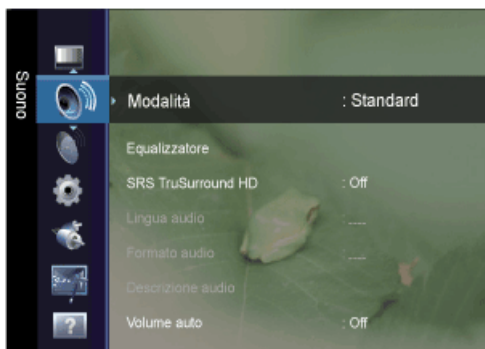 Suono
Modalità : Standard
Equalizzatore
SRS TruSurround HD : Off
Lingua audio : ----
Formato audio : ----
Descrizione audio
Volume auto : Off
?